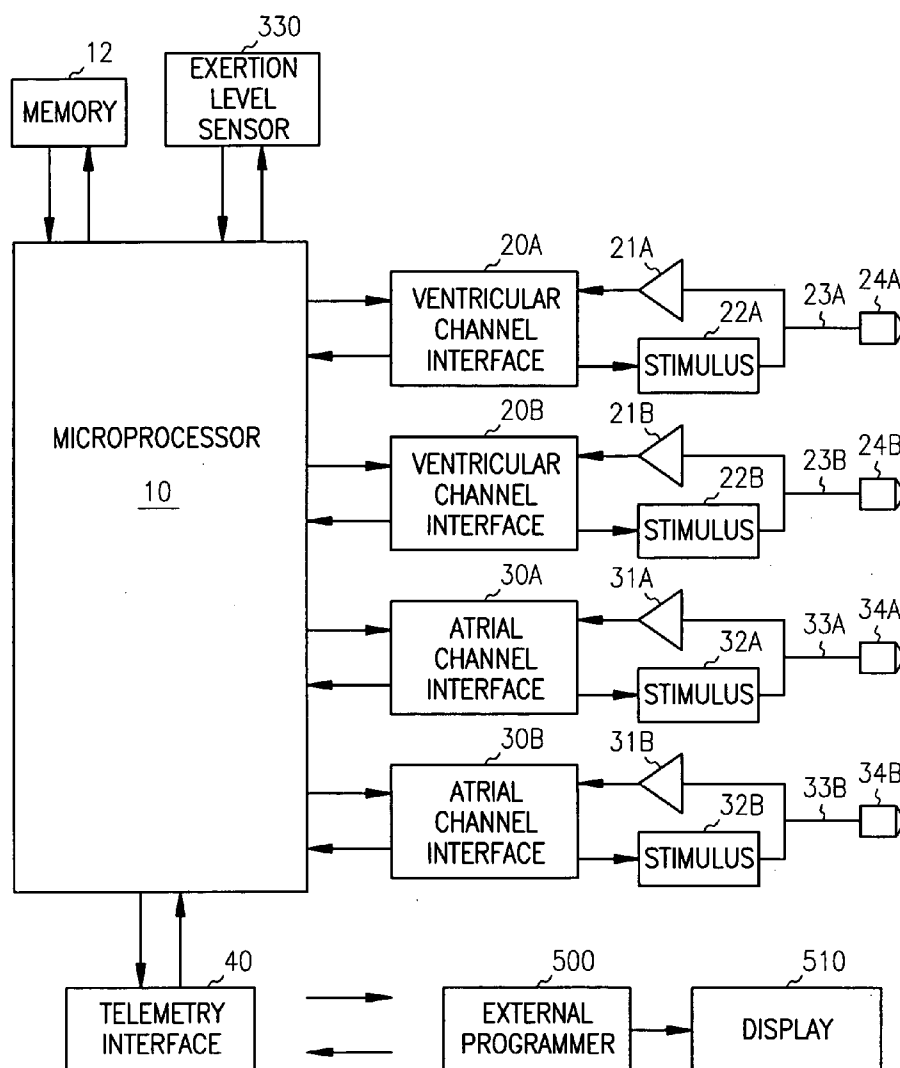 12
MEMORY
330
EXERTION
LEVEL
SENSOR
MICROPROCESSOR
10
20A
VENTRICULAR
CHANNEL
INTERFACE
21A
22A
STIMULUS
23A
24A
20B
VENTRICULAR
CHANNEL
INTERFACE
21B
22B
STIMULUS
23B
24B
30A
ATRIAL
CHANNEL
INTERFACE
31A
32A
STIMULUS
33A
34A
30B
ATRIAL
CHANNEL
INTERFACE
31B
32B
STIMULUS
33B
34B
40
TELEMETRY
INTERFACE
500
EXTERNAL
PROGRAMMER
510
DISPLAY